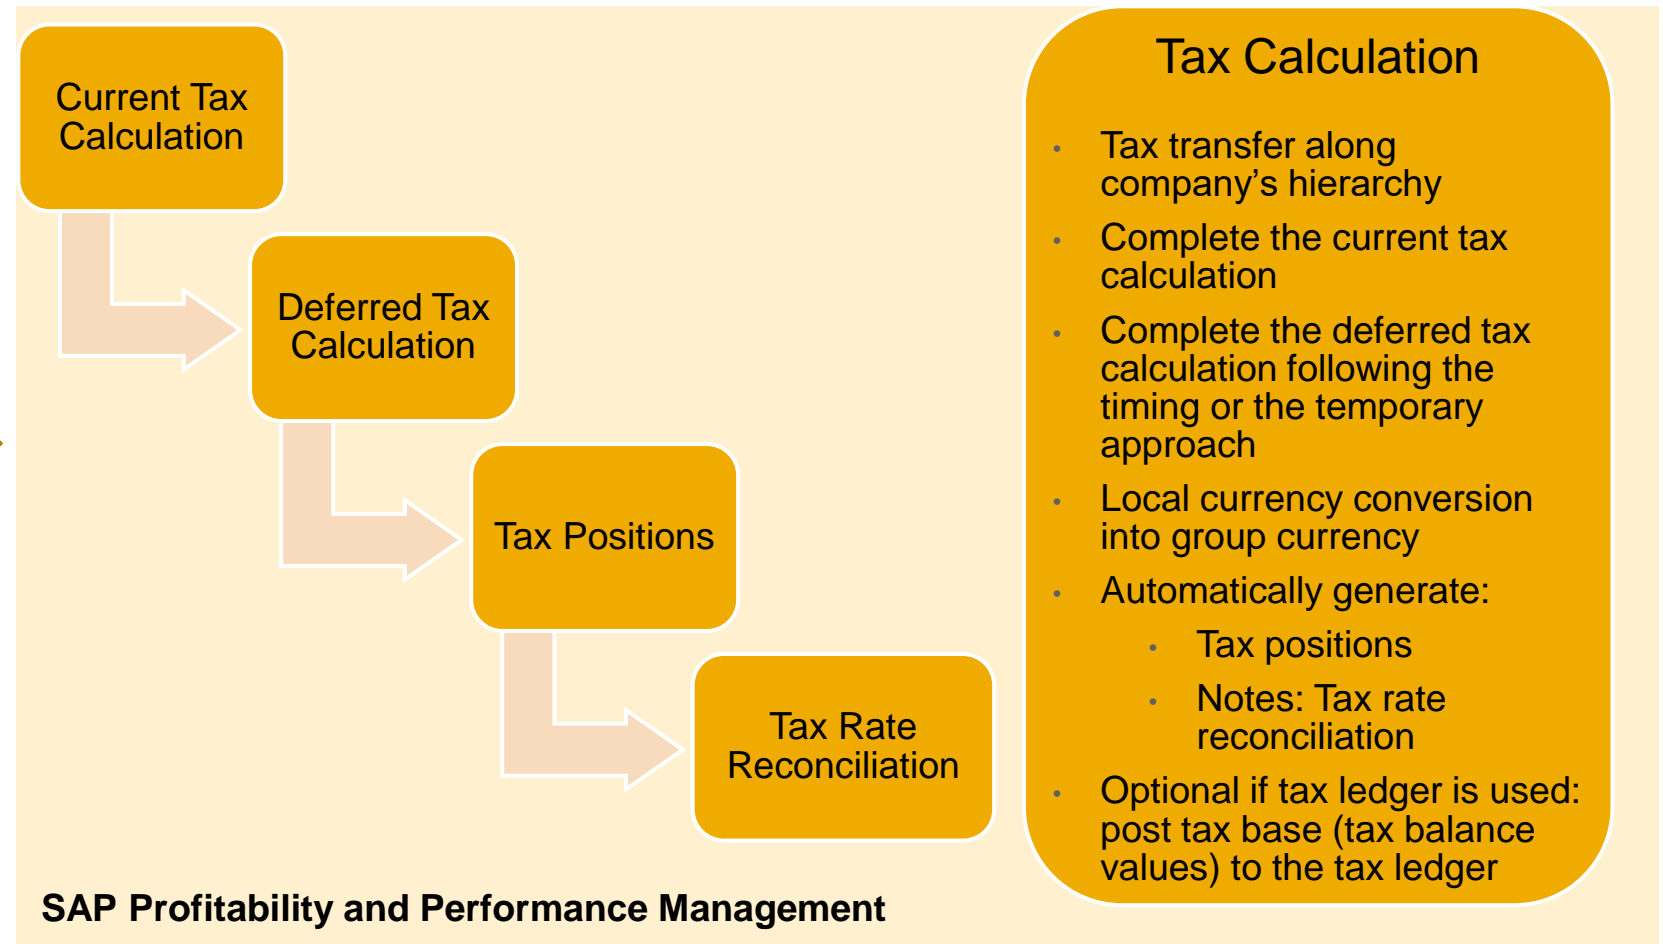 Current Tax
Calculation
Deferred Tax
Calculation
Tax Positions
Tax Rate
Reconciliation
SAP Profitability and Performance Management
Tax Calculation
• Tax transfer along
company’s hierarchy
• Complete the current tax
calculation
• Complete the deferred tax
calculation following the
timing or the temporary
approach
• Local currency conversion
into group currency
• Automatically generate:
• Tax positions
• Notes: Tax rate
reconciliation
• Optional if tax ledger is used:
post tax base (tax balance
values) to the tax ledger